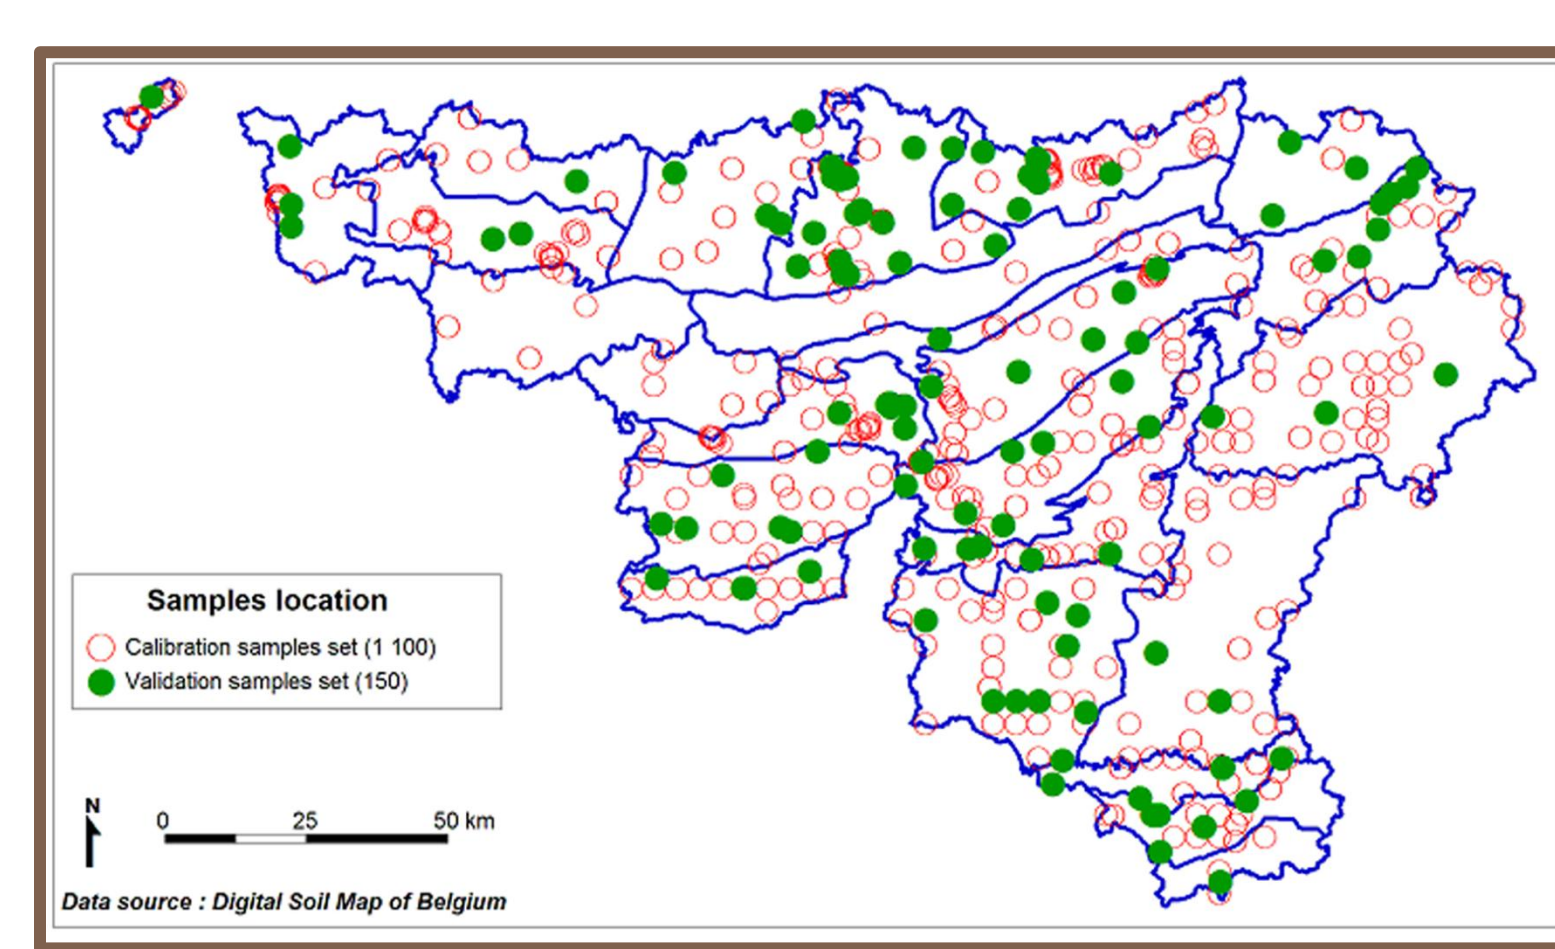 Samples location
Calibration samples set (1 100)
Validation samples set (150)
N
0 25 50 km
Data source : Digital Soil Map of Belgium